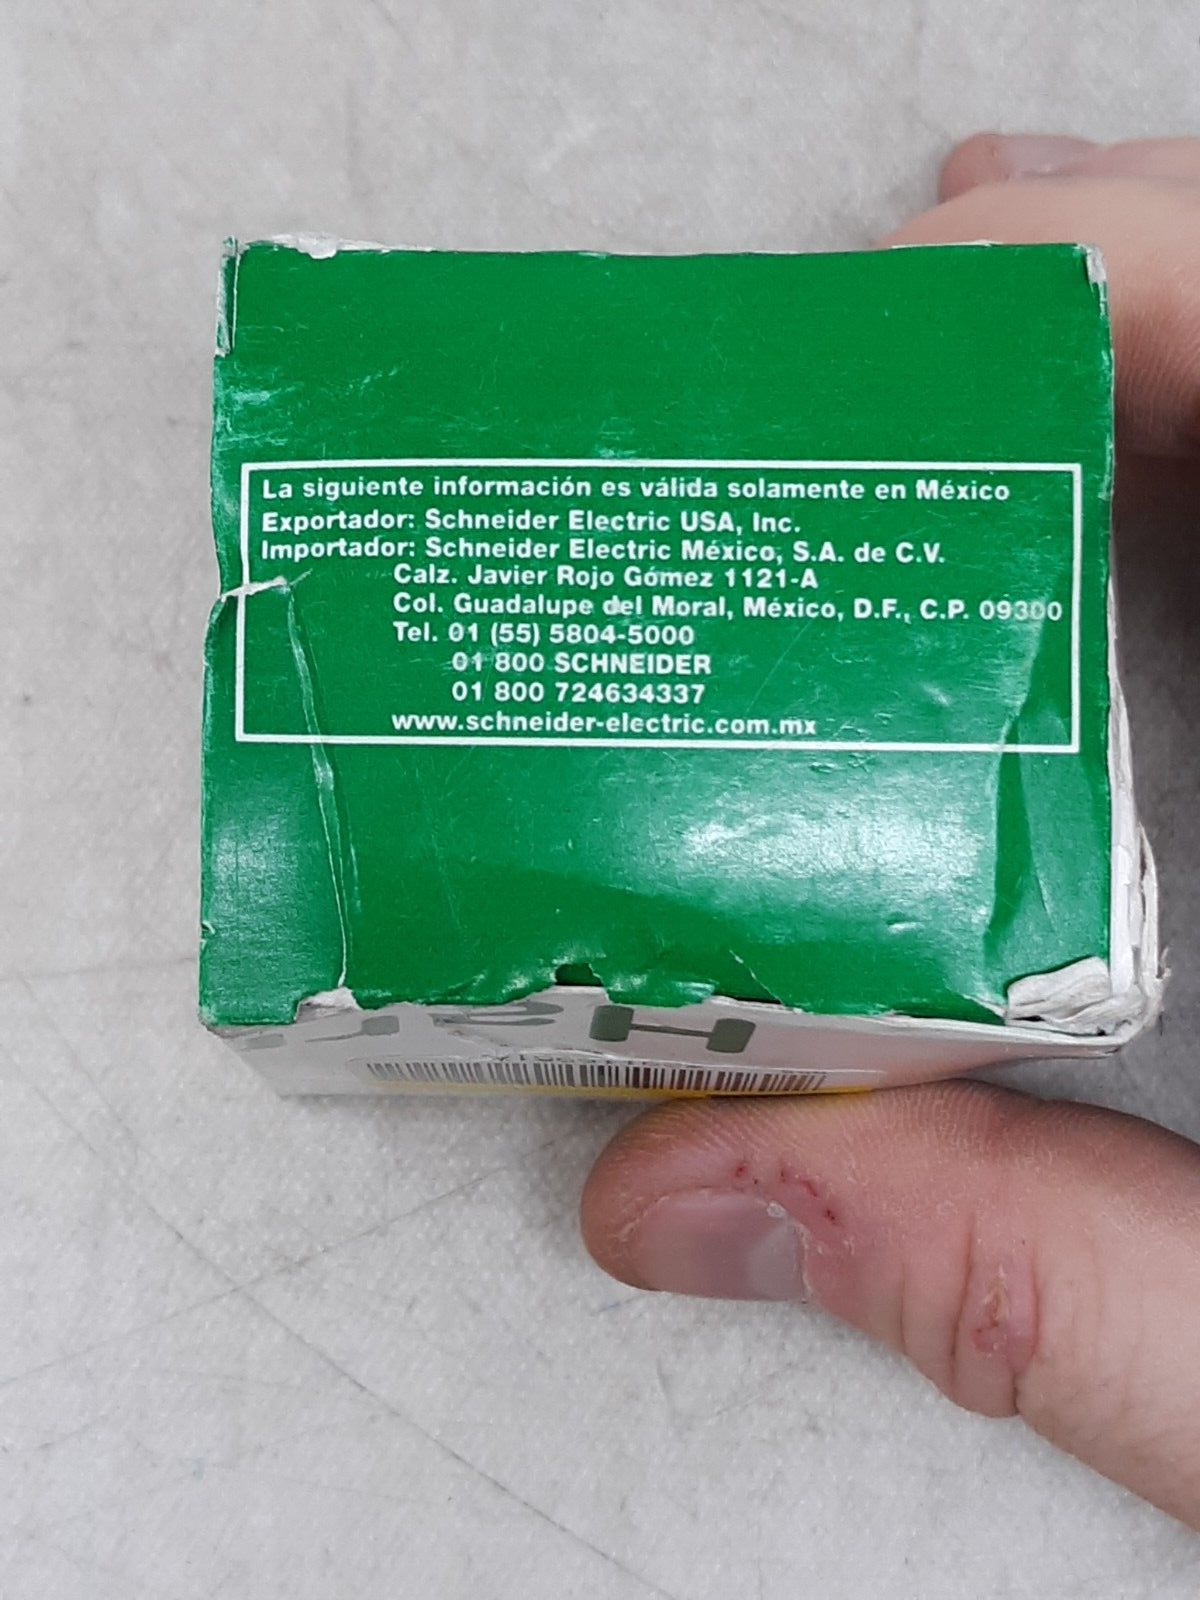 La siguiente información es válida solamente en México
Exportador: Schneider Electric USA, Inc.
Importador: Schneider Electric México, S.A. de C.V.
Calz. Javier Rojo Gómez 1121-A
Col. Guadalupe del Moral, México, D.F., C.P. 09300
Tel. 01 (55) 5804-5000
01 800 SCHNEIDER
01 800 724634337
www.schneider-electric.com.mx